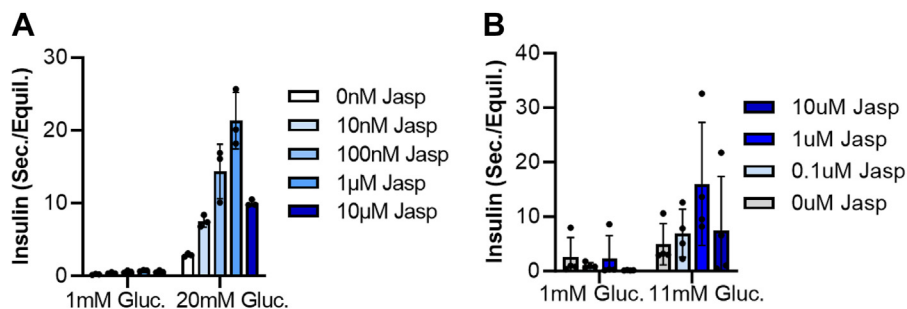 A
Insulin (Sec./Equil.)
30
20
10
0
1mM Gluc. 20mM Gluc.
0nM Jasp
10nM Jasp
100nM Jasp
1µM Jasp
10µM Jasp
B
Insulin (Sec./Equil.)
40
30
20
10
0
1mM Gluc. 11mM Gluc.
10uM Jasp
1uM Jasp
0.1uM Jasp
0uM Jasp